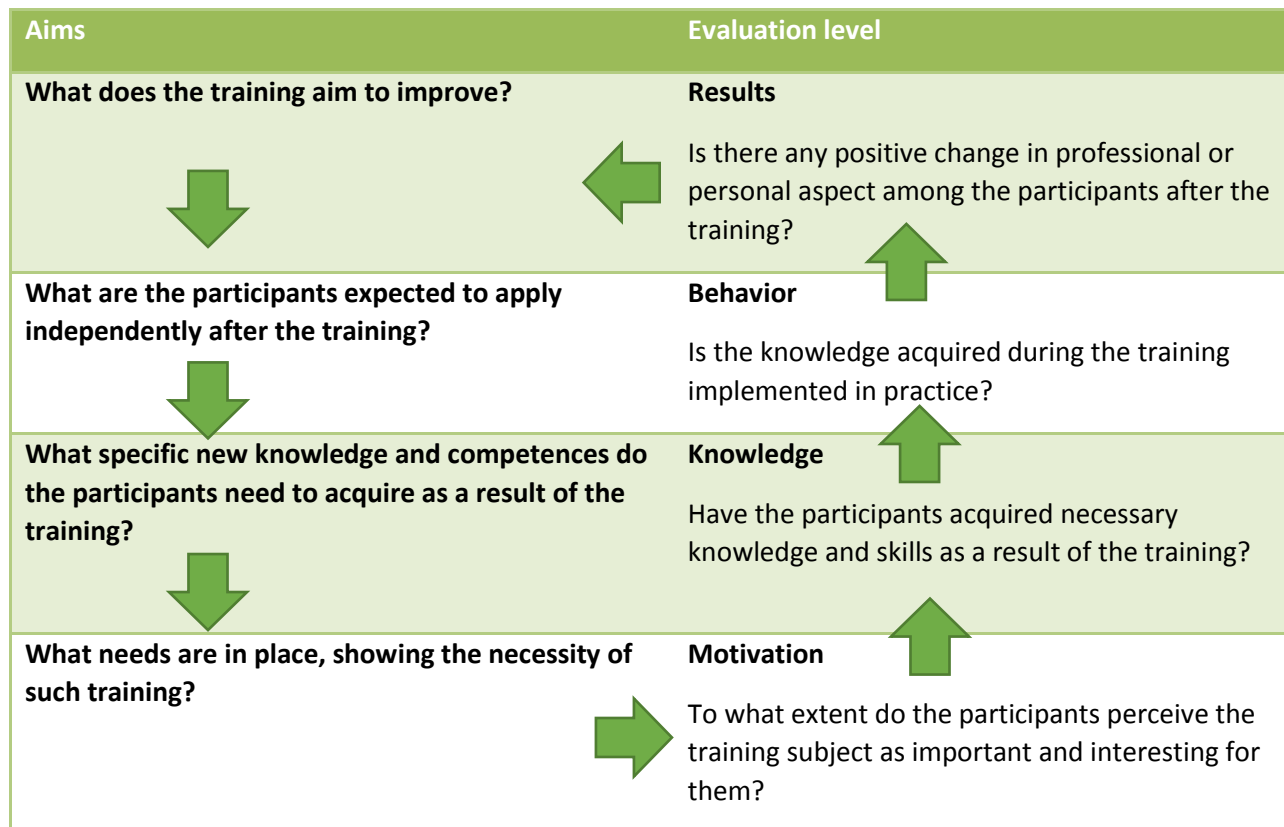 Aims
Evaluation level
What does the training aim to improve?
Results
Is there any positive change in professional or
personal aspect among the participants after the
training?
What are the participants expected to apply
independently after the training?
Behavior
Is the knowledge acquired during the training
implemented in practice?
What specific new knowledge and competences do
the participants need to acquire as a result of the
training?
Knowledge
Have the participants acquired necessary
knowledge and skills as a result of the training?
What needs are in place, showing the necessity of
such training?
Motivation
To what extent do the participants perceive the
training subject as important and interesting for
them?